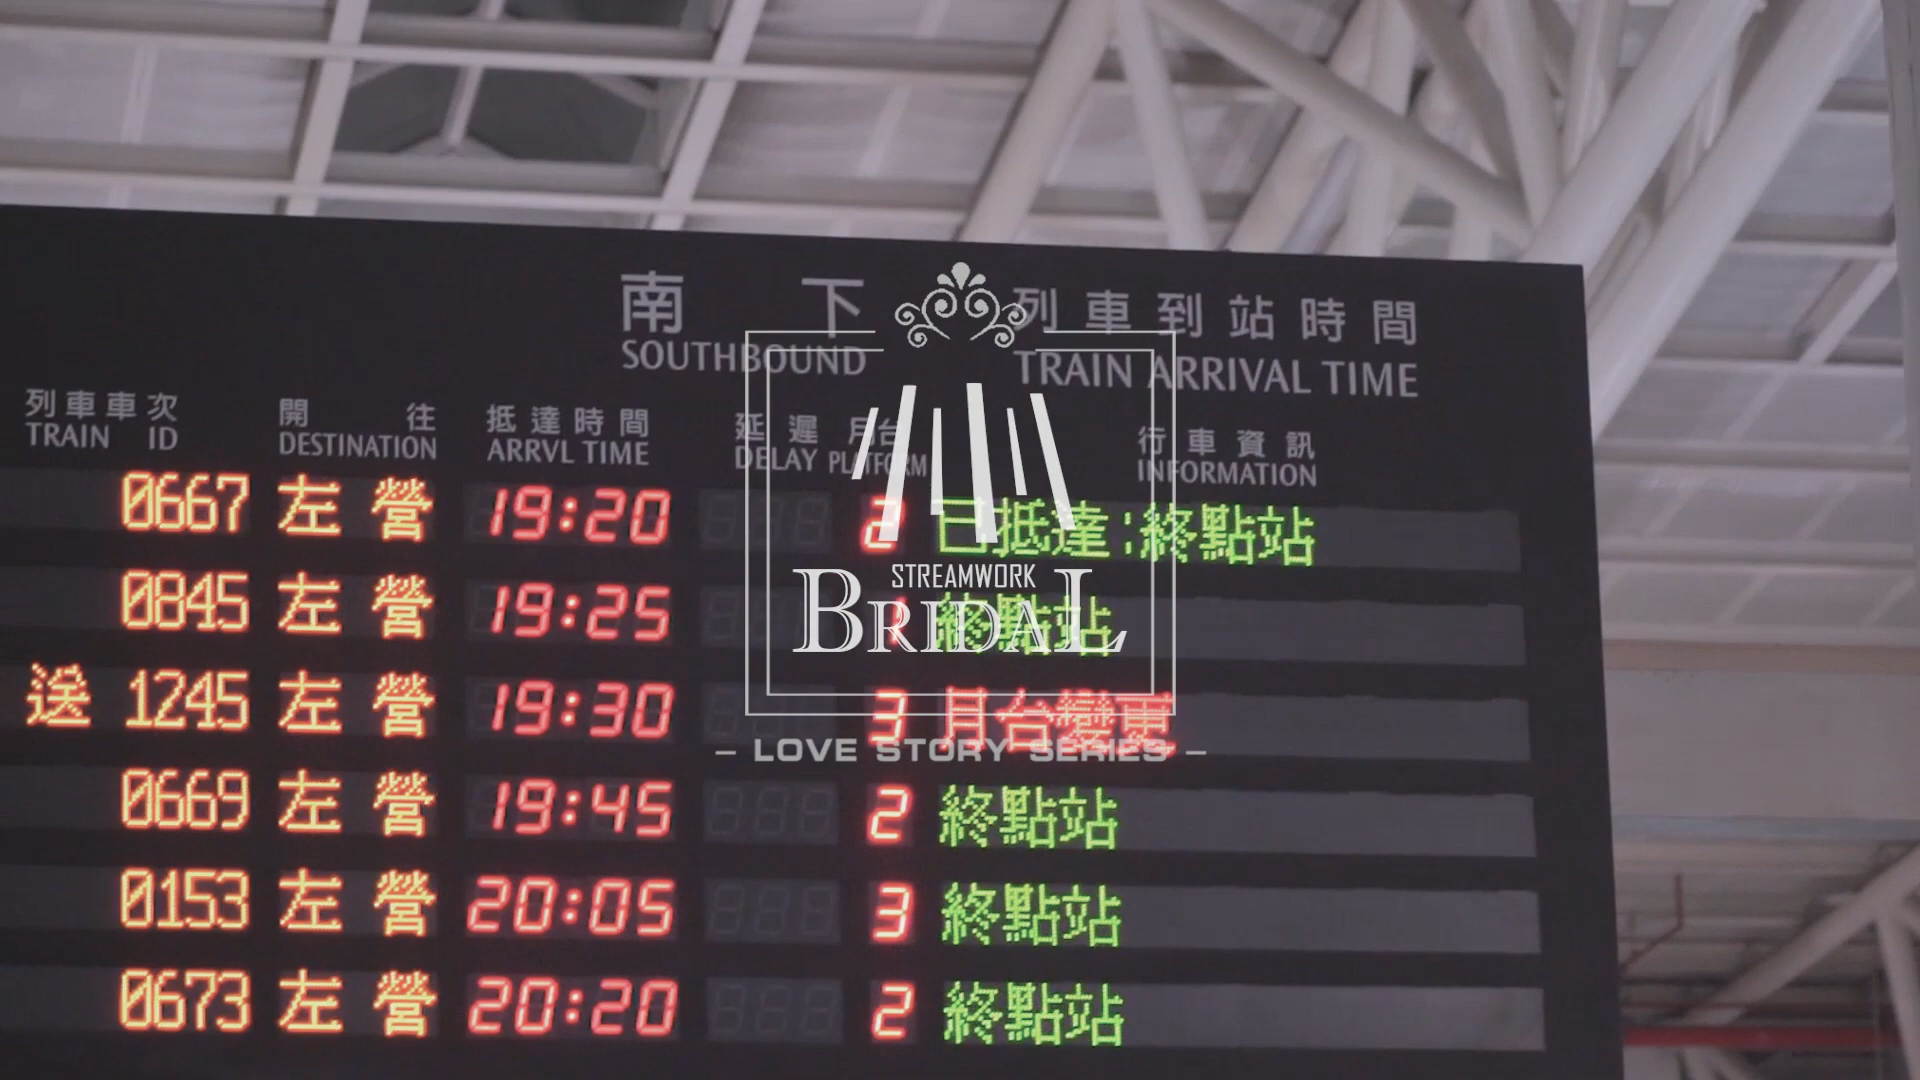 南下 列車到站時間
SOUTHBOUND TRAIN ARRIVAL TIME
列車車次 開往 抵達時間 延遲 月台 行車資訊
TRAIN ID DESTINATION ARRVL TIME DELAY PLATFORM INFORMATION
0667 左營 19:20 2 已抵達:終點站
0845 左營 19:25 1 終點站
送 1245 左營 19:30 3 月台變更
0669 左營 19:45 2 終點站
0153 左營 20:05 3 終點站
0673 左營 20:20 2 終點站
STREAMWORK
BRIDAL
– LOVE STORY SERIES –